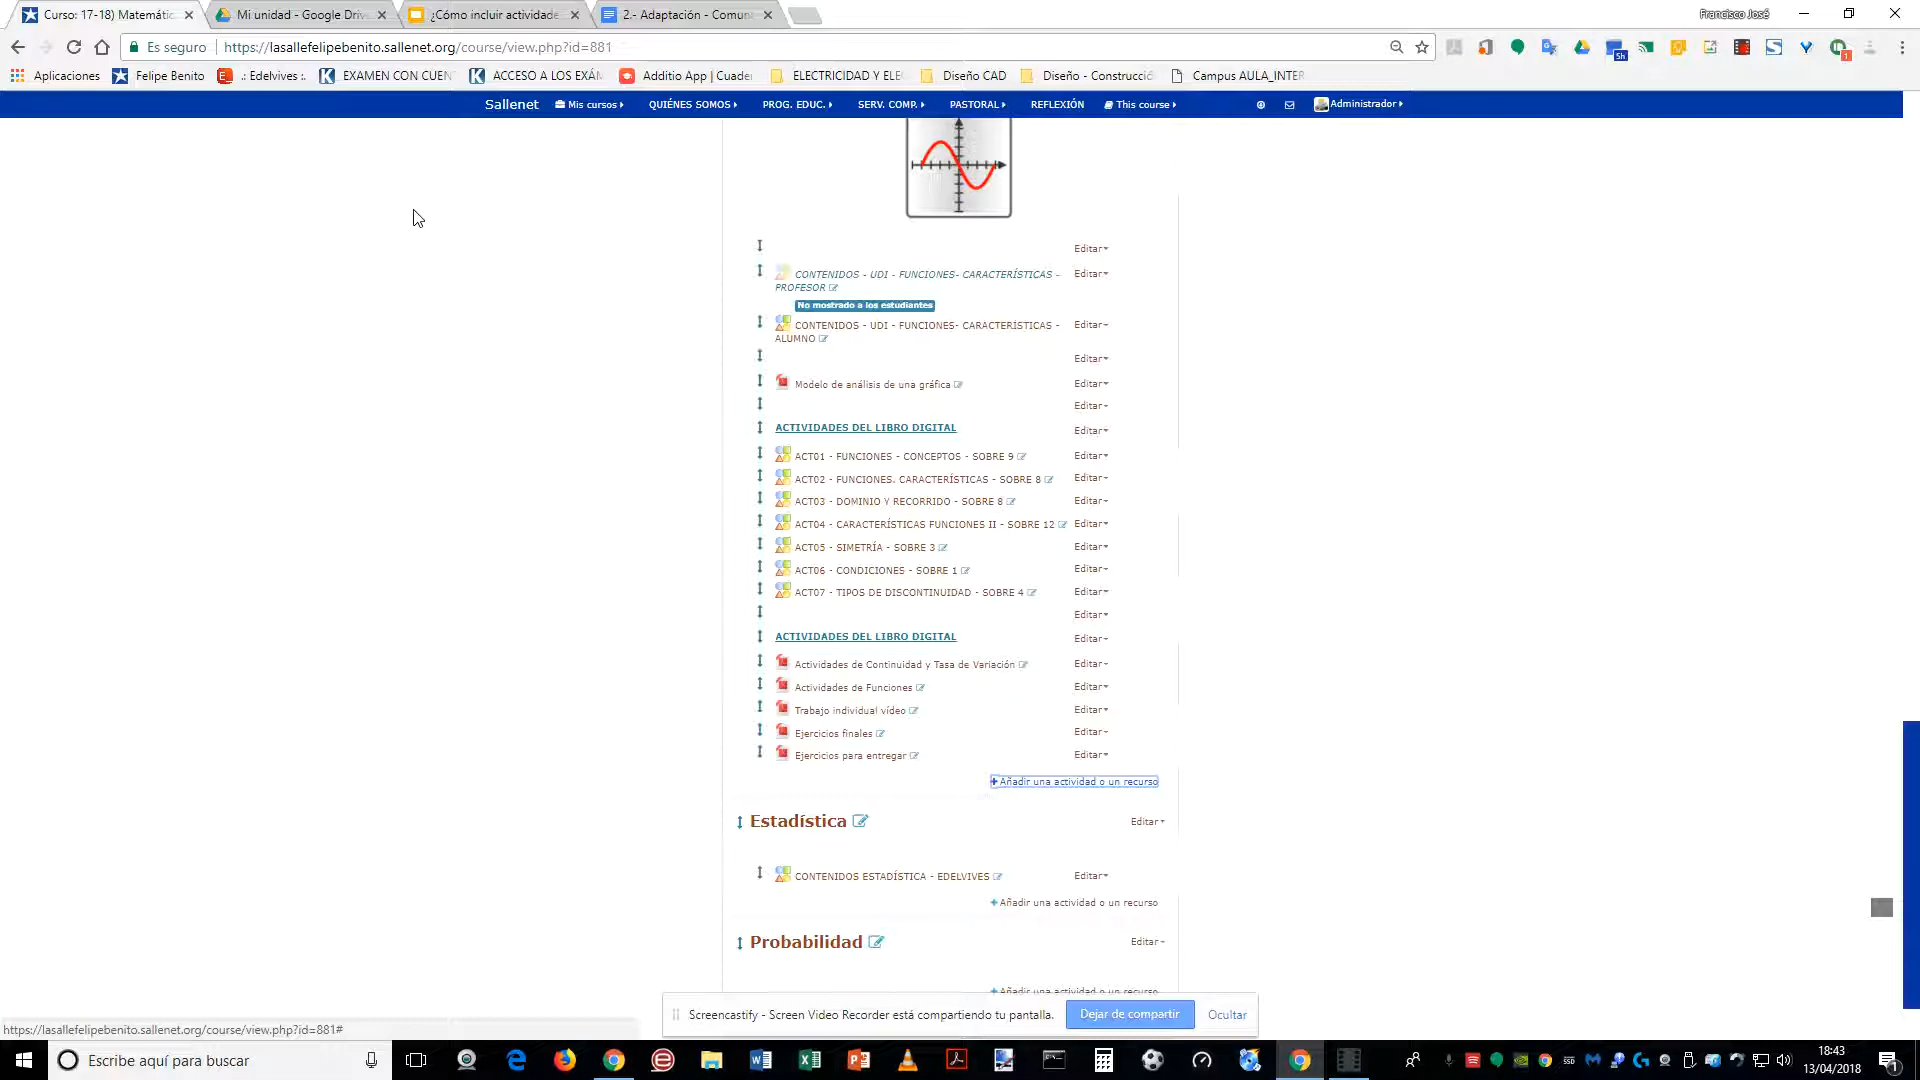 17-18) Matemátic
Mi unidad - Google Driv
¿Cómo incluir actividade
2.- Adaptación - Comun
Francisco José
Es seguro
https://lasallefelipebenito.sallenet.org/course/view.php?id=881
Aplicaciones
Felipe Benito
.: Edelvives :.
EXAMEN CON CUEN
ACCESO A LOS EXÁM
Additio App | Cuade
ELECTRICIDAD Y ELE
Diseño CAD
Diseño - Construcció
Campus AULA_INTER
Sallenet
Mis cursos
QUIÉNES SOMOS
PROG. EDUC.
SERV. COMP.
PASTORAL
REFLEXIÓN
This course
Administrador
Editar
CONTENIDOS - UDI - FUNCIONES- CARACTERÍSTICAS -
PROFESOR
Editar
No mostrado a los estudiantes
CONTENIDOS - UDI - FUNCIONES- CARACTERÍSTICAS -
ALUMNO
Editar
Editar
Modelo de análisis de una gráfica
Editar
Editar
ACTIVIDADES DEL LIBRO DIGITAL
Editar
ACT01 - FUNCIONES - CONCEPTOS - SOBRE 9
Editar
ACT02 - FUNCIONES. CARACTERÍSTICAS - SOBRE 8
Editar
ACT03 - DOMINIO Y RECORRIDO - SOBRE 8
Editar
ACT04 - CARACTERÍSTICAS FUNCIONES II - SOBRE 12
Editar
ACT05 - SIMETRÍA - SOBRE 3
Editar
ACT06 - CONDICIONES - SOBRE 1
Editar
ACT07 - TIPOS DE DISCONTINUIDAD - SOBRE 4
Editar
Editar
ACTIVIDADES DEL LIBRO DIGITAL
Editar
Actividades de Continuidad y Tasa de Variación
Editar
Actividades de Funciones
Editar
Trabajo individual vídeo
Editar
Ejercicios finales
Editar
Ejercicios para entregar
Editar
Añadir una actividad o un recurso
Estadística
Editar
CONTENIDOS ESTADÍSTICA - EDELVIVES
Editar
Añadir una actividad o un recurso
Probabilidad
Editar
Añadir una actividad o un recurso
Screencastify - Screen Video Recorder está compartiendo tu pantalla.
Dejar de compartir
Ocultar
https://lasallefelipebenito.sallenet.org/course/view.php?id=881#
Escribe aquí para buscar
18:43
13/04/2018